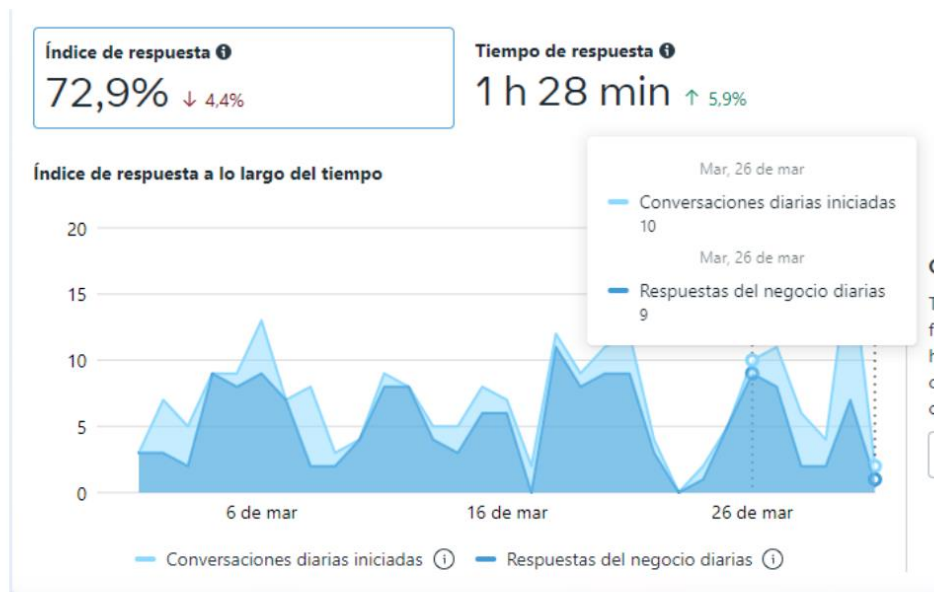 Índice de respuesta
72,9% ↓ 4,4%
Tiempo de respuesta
1 h 28 min ↑ 5,9%
Índice de respuesta a lo largo del tiempo
Mar, 26 de mar
Conversaciones diarias iniciadas
10
Mar, 26 de mar
Respuestas del negocio diarias
9
20
15
10
5
0
6 de mar
16 de mar
26 de mar
Conversaciones diarias iniciadas
Respuestas del negocio diarias